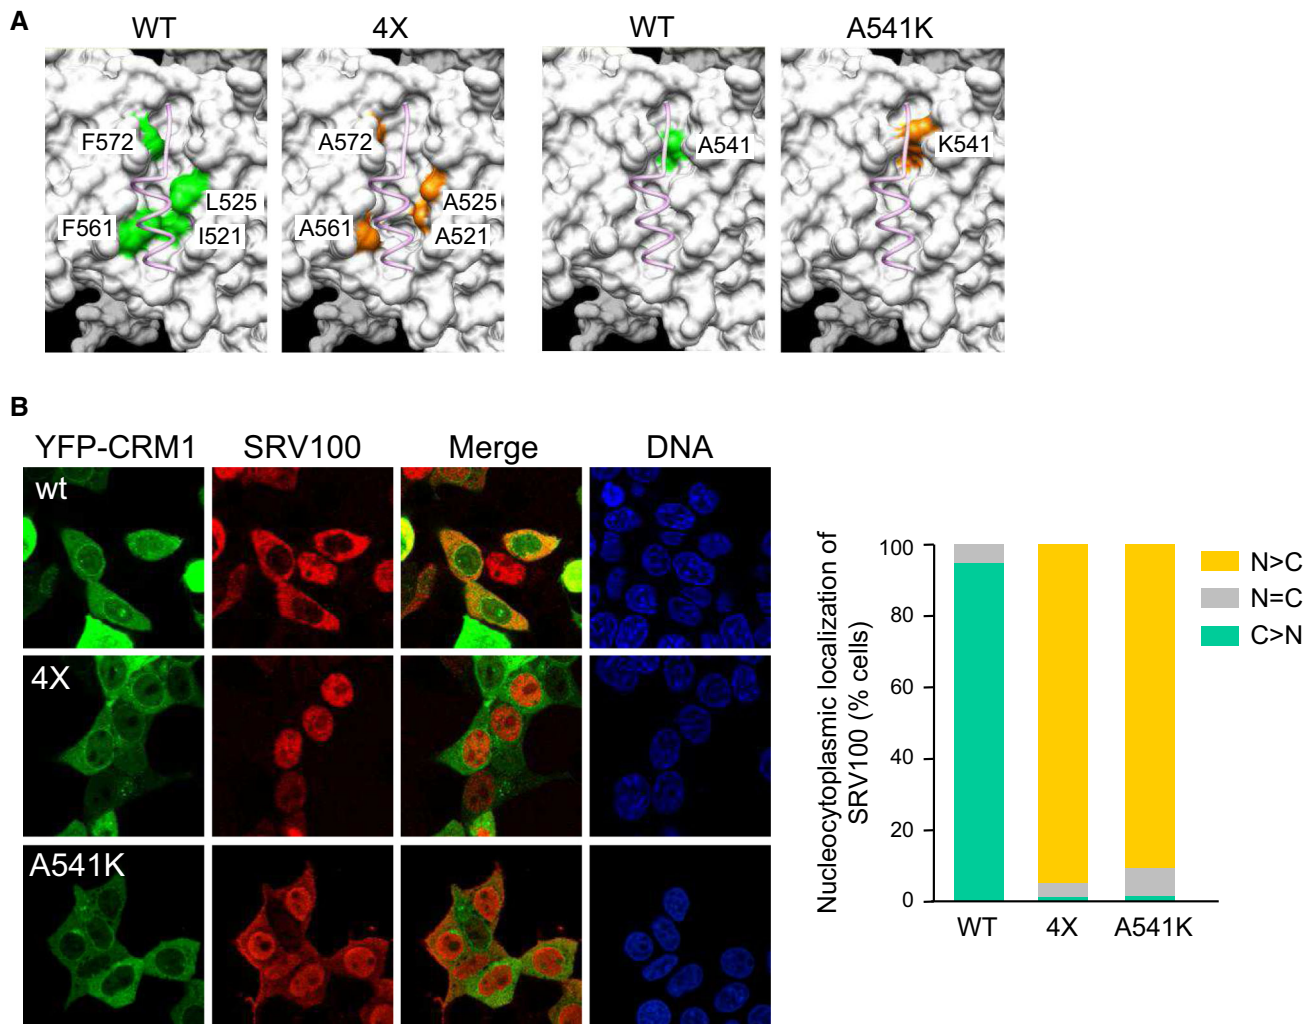 A
WT 4X WT A541K
F572 A572 A541 K541
L525 A525
F561 I521 A561 A521
B
YFP-CRM1 SRV100 Merge DNA
wt
4X
A541K
Nucleocytoplasmic localization of
SRV100 (% cells)
100
80
60
40
20
0
WT 4X A541K
N>C
N=C
C>N